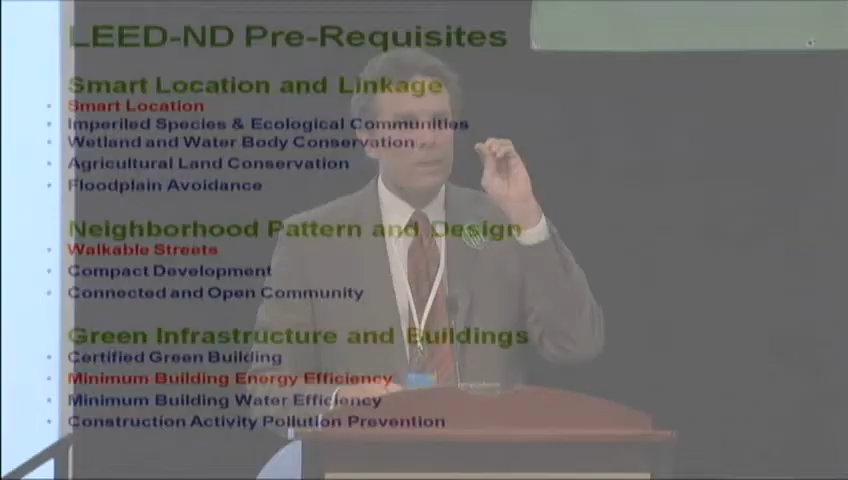 LEED-ND Pre-Requisites
Smart Location and Linkage
• Smart Location
• Imperiled Species & Ecological Communities
• Wetland and Water Body Conservation
• Agricultural Land Conservation
• Floodplain Avoidance
Neighborhood Pattern and Design
• Walkable Streets
• Compact Development
• Connected and Open Community
Green Infrastructure and Buildings
• Certified Green Building
• Minimum Building Energy Efficiency
• Minimum Building Water Efficiency
• Construction Activity Pollution Prevention